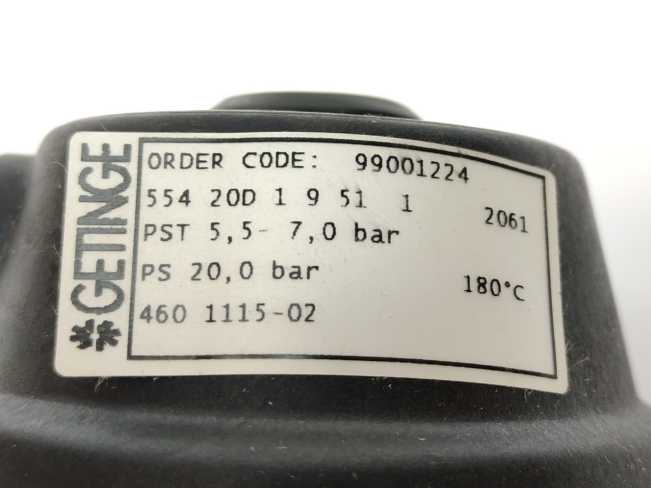 GETINGE
ORDER CODE: 99001224
554 20D 1 9 51 1 2061
PST 5,5- 7,0 bar
PS 20,0 bar 180°C
460 1115-02